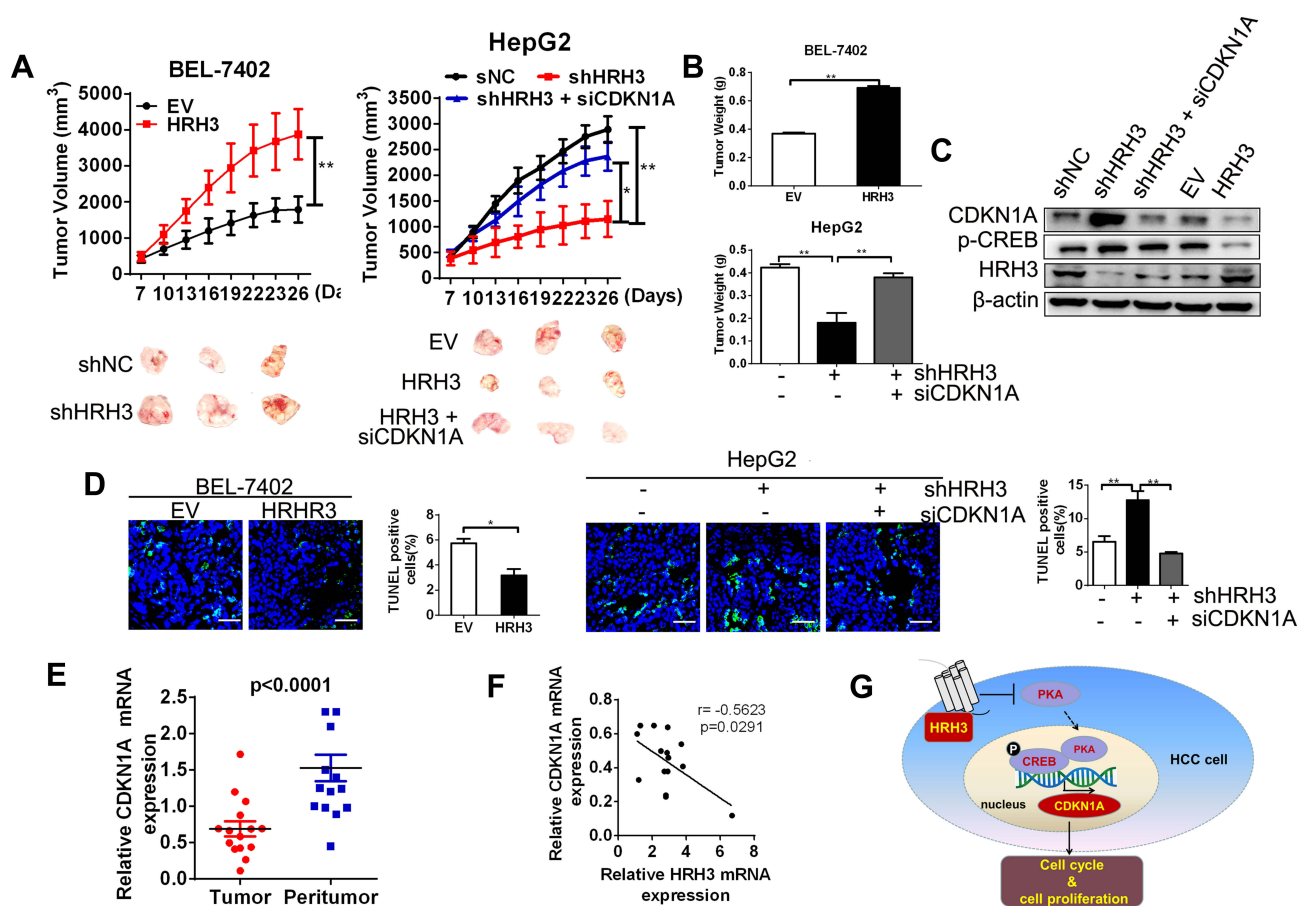 A
BEL-7402
EV
HRH3
Tumor Volume (mm³)
5000
4000
3000
2000
1000
0
**
7 10 13 16 19 22 23 26 (Da
HepG2
sNC shHRH3
shHRH3 + siCDKN1A
Tumor Volume (mm³)
3500
3000
2500
2000
1500
1000
500
0
*
**
7 10 13 16 19 22 23 26 (Days)
shNC
shHRH3
EV
HRH3
HRH3 +
siCDKN1A
B
BEL-7402
Tumor Weight (g)
0.8
0.6
0.4
0.2
0.0
**
EV HRH3
HepG2
Tumor Weight (g)
0.6
0.4
0.2
0.0
** **
- + + shHRH3
- - + siCDKN1A
C
shNC
shHRH3
shHRH3 + siCDKN1A
EV
HRH3
CDKN1A
p-CREB
HRH3
β-actin
D
BEL-7402
EV HRHR3
TUNEL positive
cells(%)
8
6
4
2
0
*
EV HRH3
HepG2
- + + shHRH3
- - + siCDKN1A
TUNEL positive
cells(%)
15
10
5
0
** **
- + + shHRH3
- - + siCDKN1A
E
p<0.0001
Relative CDKN1A mRNA
expression
2.5
2.0
1.5
1.0
0.5
0.0
Tumor Peritumor
F
Relative CDKN1A mRNA
expression
0.8
0.6
0.4
0.2
0.0
r= -0.5623
p=0.0291
0 2 4 6 8
Relative HRH3 mRNA
expression
G
HRH3
PKA
P
CREB
PKA
HCC cell
nucleus
CDKN1A
Cell cycle
&
cell proliferation